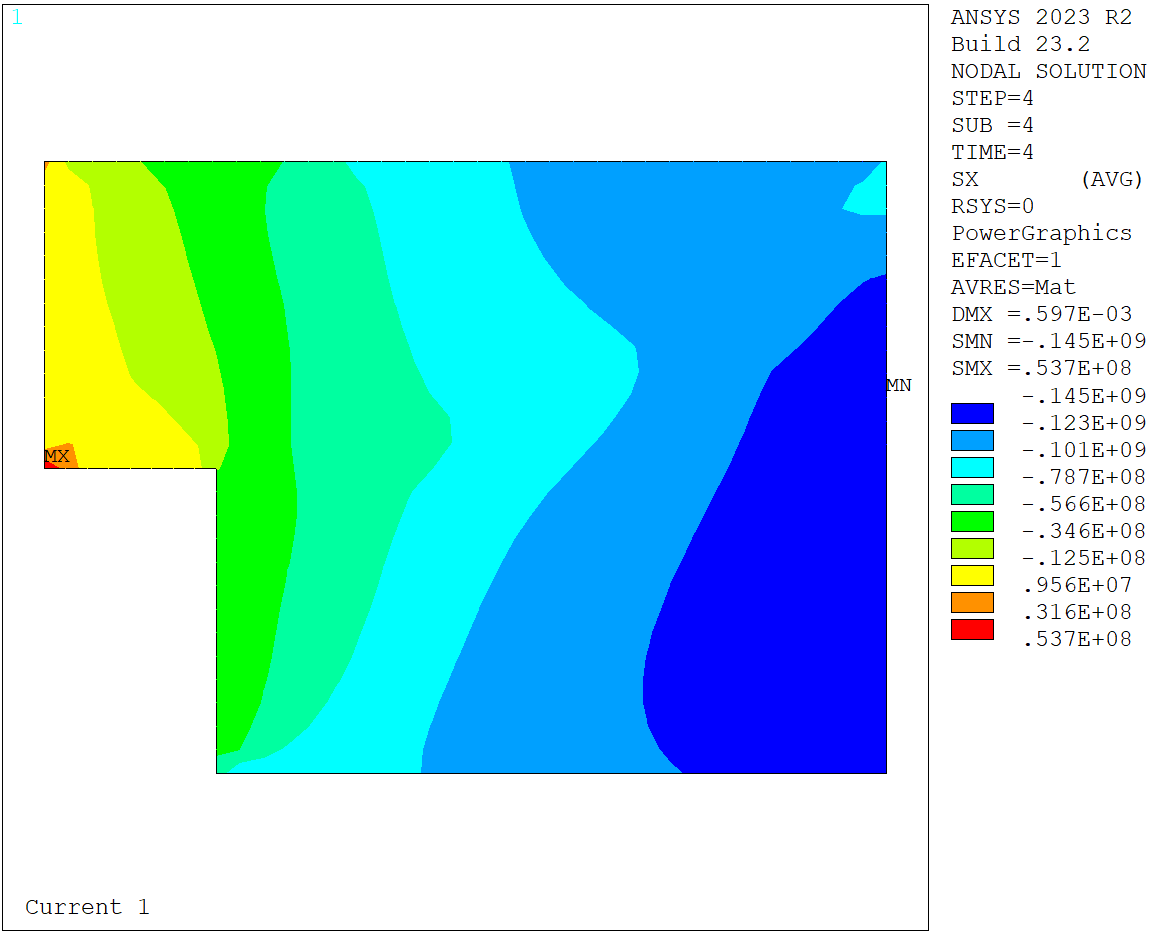 1
ANSYS 2023 R2
Build 23.2
NODAL SOLUTION
STEP=4
SUB =4
TIME=4
SX (AVG)
RSYS=0
PowerGraphics
EFACET=1
AVRES=Mat
DMX =.597E-03
SMN =-.145E+09
SMX =.537E+08
-.145E+09
-.123E+09
-.101E+09
-.787E+08
-.566E+08
-.346E+08
-.125E+08
.956E+07
.316E+08
.537E+08
MN
MX
Current 1